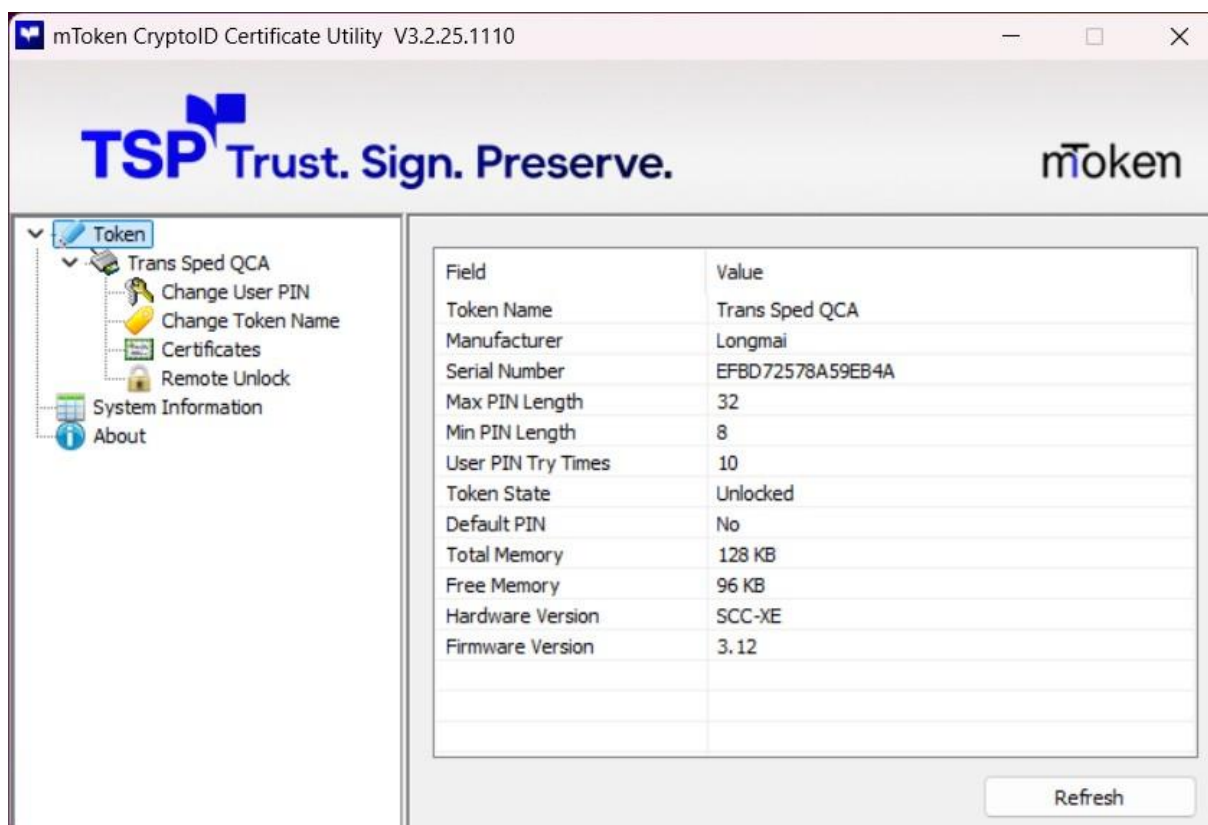 mToken CryptoID Certificate Utility V3.2.25.1110
TSP Trust. Sign. Preserve.
mToken
Token
Trans Sped QCA
Change User PIN
Change Token Name
Certificates
Remote Unlock
System Information
About
Field Value
Token Name Trans Sped QCA
Manufacturer Longmai
Serial Number EFBD72578A59EB4A
Max PIN Length 32
Min PIN Length 8
User PIN Try Times 10
Token State Unlocked
Default PIN No
Total Memory 128 KB
Free Memory 96 KB
Hardware Version SCC-XE
Firmware Version 3.12
Refresh